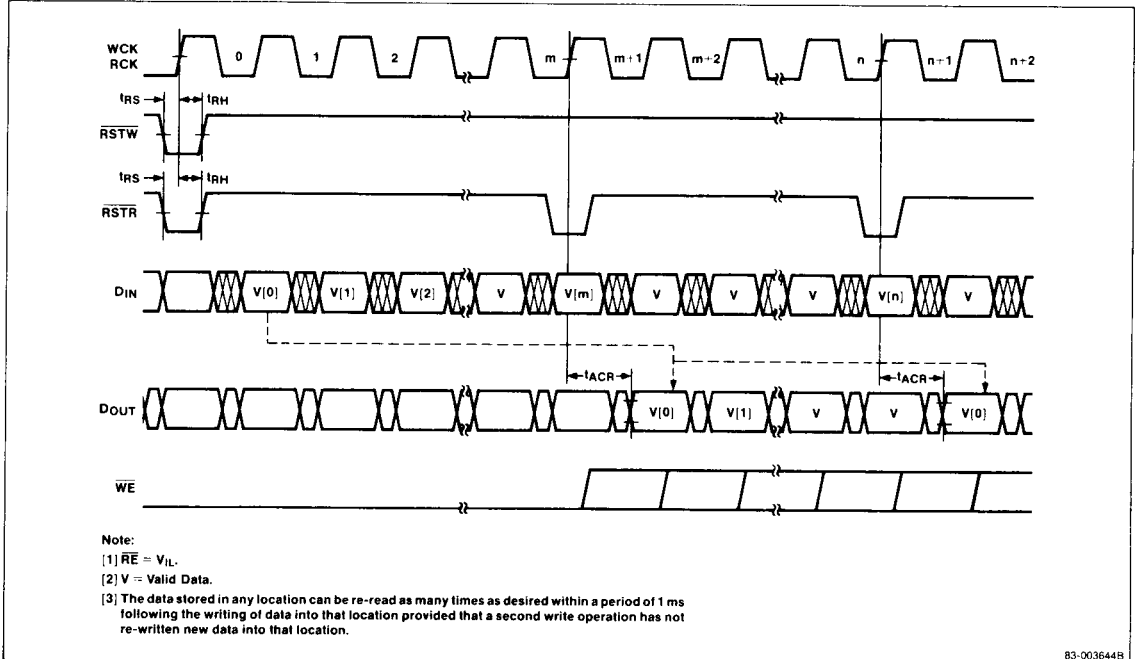 WCK
RCK
0 1 2 m m+1 m+2 n n+1 n+2
tRS tRH
RSTW
tRS tRH
RSTR
DIN V[0] V[1] V[2] V V[m] V V V V[n] V
tACR tACR
DOUT V[0] V[1] V V V[0]
WE
Note:
[1] RE = VIL.
[2] V = Valid Data.
[3] The data stored in any location can be re-read as many times as desired within a period of 1 ms
following the writing of data into that location provided that a second write operation has not
re-written new data into that location.
83-003644B